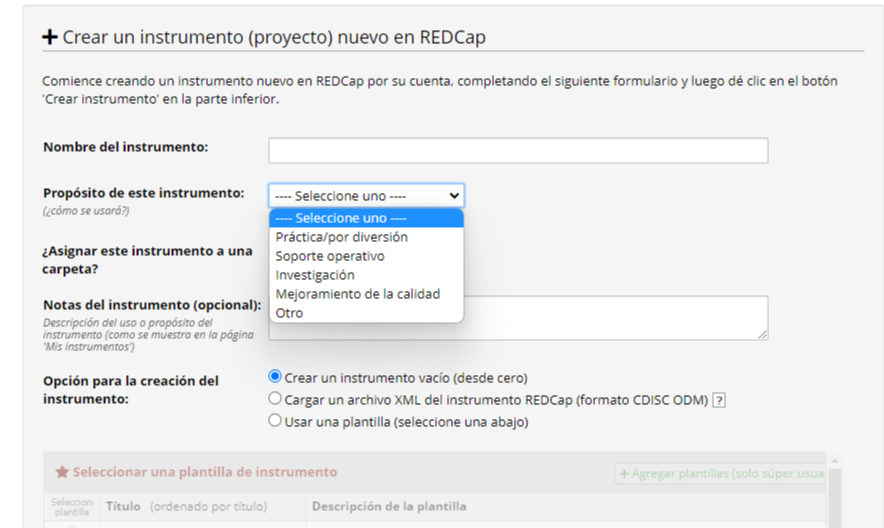 Crear un instrumento (proyecto) nuevo en REDCap
Comience creando un instrumento nuevo en REDCap por su cuenta, completando el siguiente formulario y luego dé clic en el botón
'Crear instrumento' en la parte inferior.
Nombre del instrumento:
Propósito de este instrumento:
(¿cómo se usará?)
---- Seleccione uno ----
---- Seleccione uno ----
Práctica/por diversión
Soporte operativo
Investigación
Mejoramiento de la calidad
Otro
¿Asignar este instrumento a una
carpeta?
Notas del instrumento (opcional):
Descripción del uso o propósito del
instrumento (como se muestra en la página
'Mis instrumentos')
Opción para la creación del
instrumento:
Crear un instrumento vacío (desde cero)
Cargar un archivo XML del instrumento REDCap (formato CDISC ODM) ?
Usar una plantilla (seleccione una abajo)
Seleccionar una plantilla de instrumento
+ Agregar plantillas (solo súper usua
Seleccion
plantilla
Título (ordenado por título)
Descripción de la plantilla